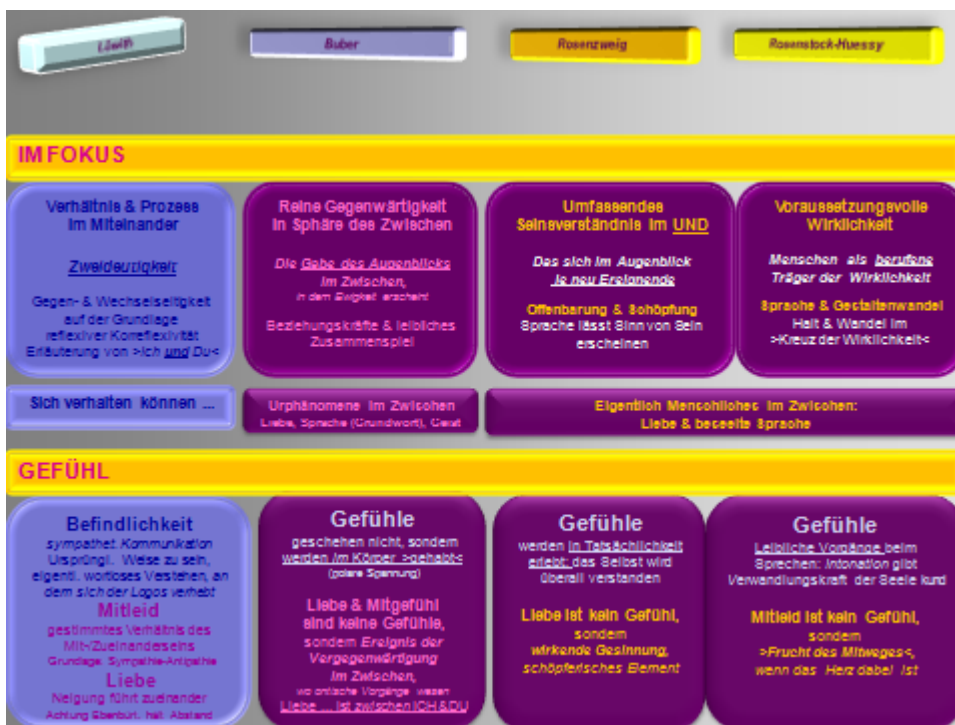 Löwith
Buber
Rosenzweig
Rosenstock-Huessy
IM FOKUS
Verhältnis & Prozess
im Miteinander
Zweideutigkeit
Gegen- & Wechselseitigkeit
auf der Grundlage
reflexiver Korreflexivität
Erläuterung von >Ich und Du<
Reine Gegenwärtigkeit
in Sphäre des Zwischen
Die Gabe des Augenblicks
im Zwischen,
in dem Ewigkeit erscheint
Beziehungskräfte & leibliches
Zusammenspiel
Umfassendes
Seinsverständnis im UND
Das sich im Augenblick
je neu Ereignende
Offenbarung & Schöpfung
Sprache lässt Sinn von Sein
erscheinen
Voraussetzungsvolle
Wirklichkeit
Menschen als berufene
Träger der Wirklichkeit
Sprache & Gestaltenwandel
Halt & Wandel im
>Kreuz der Wirklichkeit<
Sich verhalten können ...
Urphänomene im Zwischen
Liebe, Sprache (Grundwort), Geist
Eigentlich Menschliches im Zwischen:
Liebe & beseelte Sprache
GEFÜHL
Befindlichkeit
sympathet. Kommunikation
Ursprüngl. Weise zu sein,
eigentl. wortloses Verstehen, an
dem sich der Logos verhebt
Mitleid
gestimmtes Verhältnis des
Mit-/Zueinanderseins
Grundlage: Sympathie-Antipathie
Liebe
Neigung führt zueinander
Achtung Ebenbürt. hält Abstand
Gefühle
geschehen nicht, sondern
werden im Körper >gehabt<
(polare Spannung)
Liebe & Mitgefühl
sind keine Gefühle,
sondern Ereignis der
Vergegenwärtigung
im Zwischen,
wo ontische Vorgänge wesen
Liebe ... ist zwischen ICH & DU
Gefühle
werden in Tatsächlichkeit
erlebt; das Selbst wird
überall verstanden
Liebe ist kein Gefühl,
sondern
wirkende Gesinnung,
schöpferisches Element
Gefühle
Leibliche Vorgänge beim
Sprechen: Intonation gibt
Verwandlungskraft der Seele kund
Mitleid ist kein Gefühl,
sondern
>Frucht des Mitweges<,
wenn das Herz dabei ist